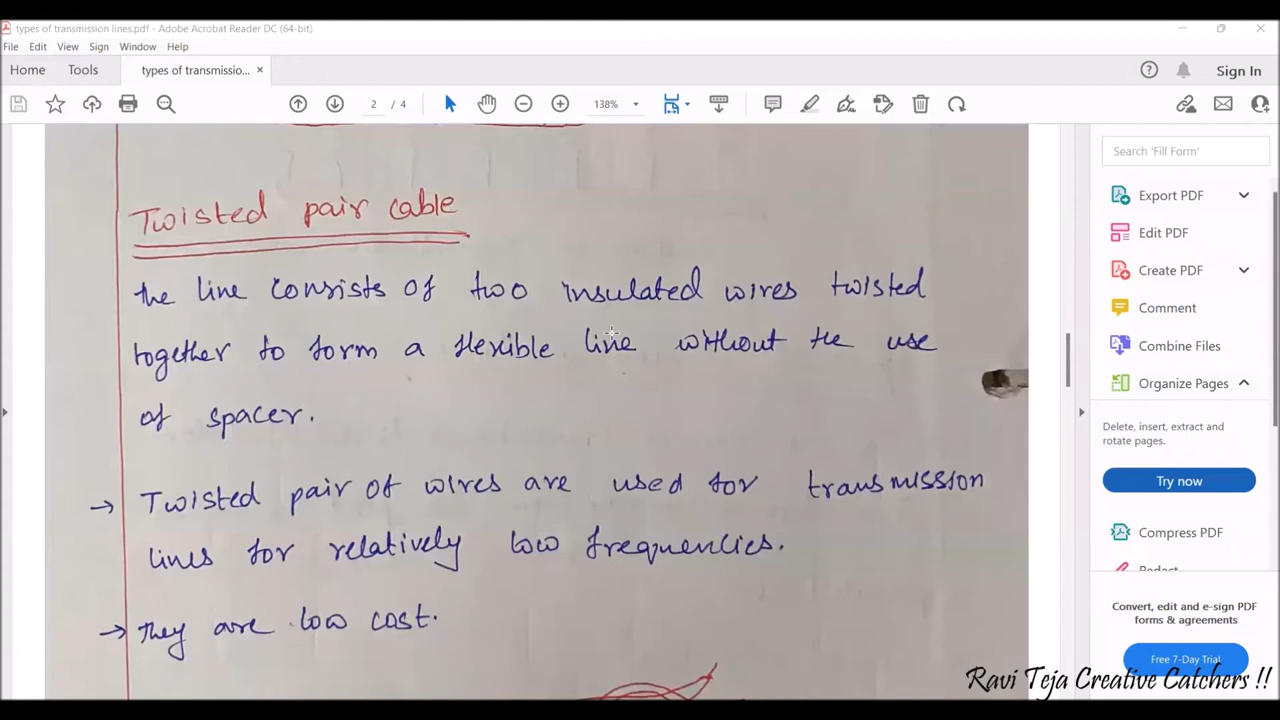 types of transmission lines.pdf - Adobe Acrobat Reader DC (64-bit)
File Edit View Sign Window Help
Home Tools types of transmissio... × Sign In
2 / 4 138%
Search 'Fill Form'
Twisted pair cable
the line consists of two insulated wires twisted
together to form a flexible line without the use
of spacer.
→ Twisted pair of wires are used for transmission
lines for relatively low frequencies.
→ They are low cost.
Export PDF
Edit PDF
Create PDF
Comment
Combine Files
Organize Pages
Delete, insert, extract and
rotate pages.
Try now
Compress PDF
Redact
Convert, edit and e-sign PDF
forms & agreements
Free 7-Day Trial
Ravi Teja Creative Catchers !!